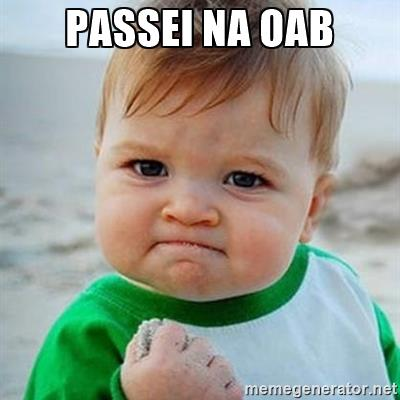 PASSEI NA OAB
memegenerator.net